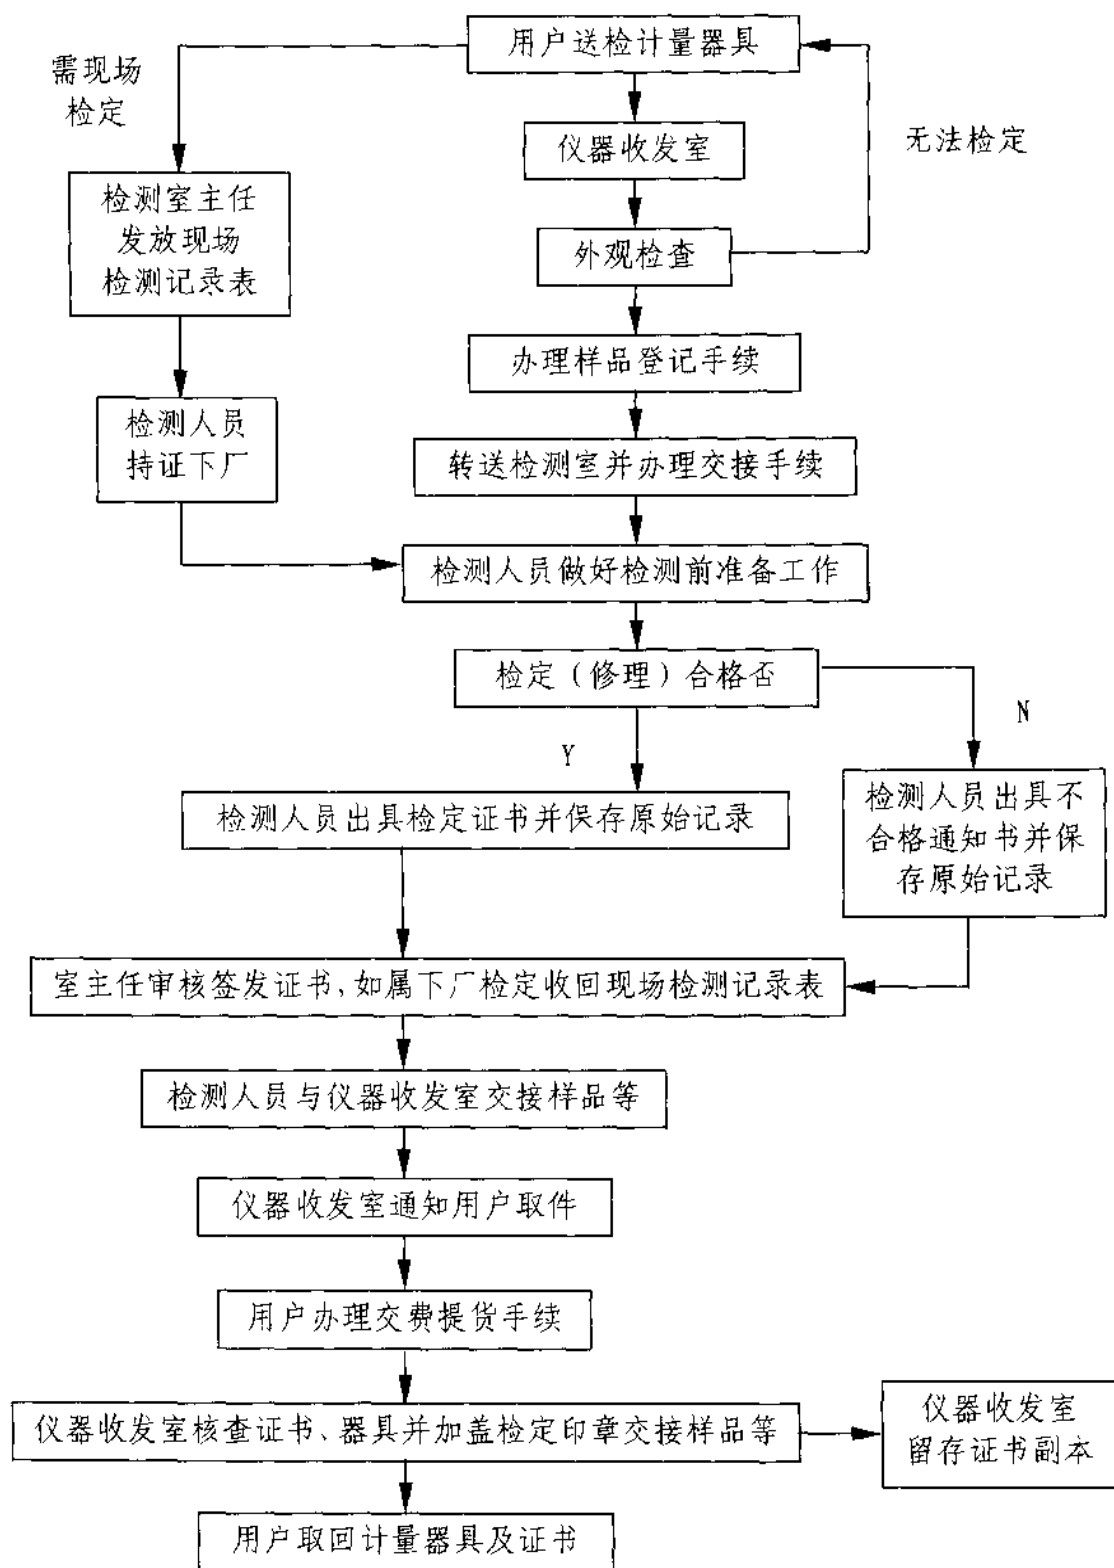 用户送检计量器具
需现场
检定
仪器收发室
无法检定
检测室主任
发放现场
检测记录表
外观检查
办理样品登记手续
检测人员
持证下厂
转送检测室并办理交接手续
检测人员做好检测前准备工作
检定（修理）合格否
N
Y
检测人员出具检定证书并保存原始记录
检测人员出具不
合格通知书并保
存原始记录
室主任审核签发证书、如属下厂检定收回现场检测记录表
检测人员与仪器收发室交接样品等
仪器收发室通知用户取件
用户办理交费提货手续
仪器收发室核查证书、器具并加盖检定印章交接样品等
仪器收发室
留存证书副本
用户取回计量器具及证书